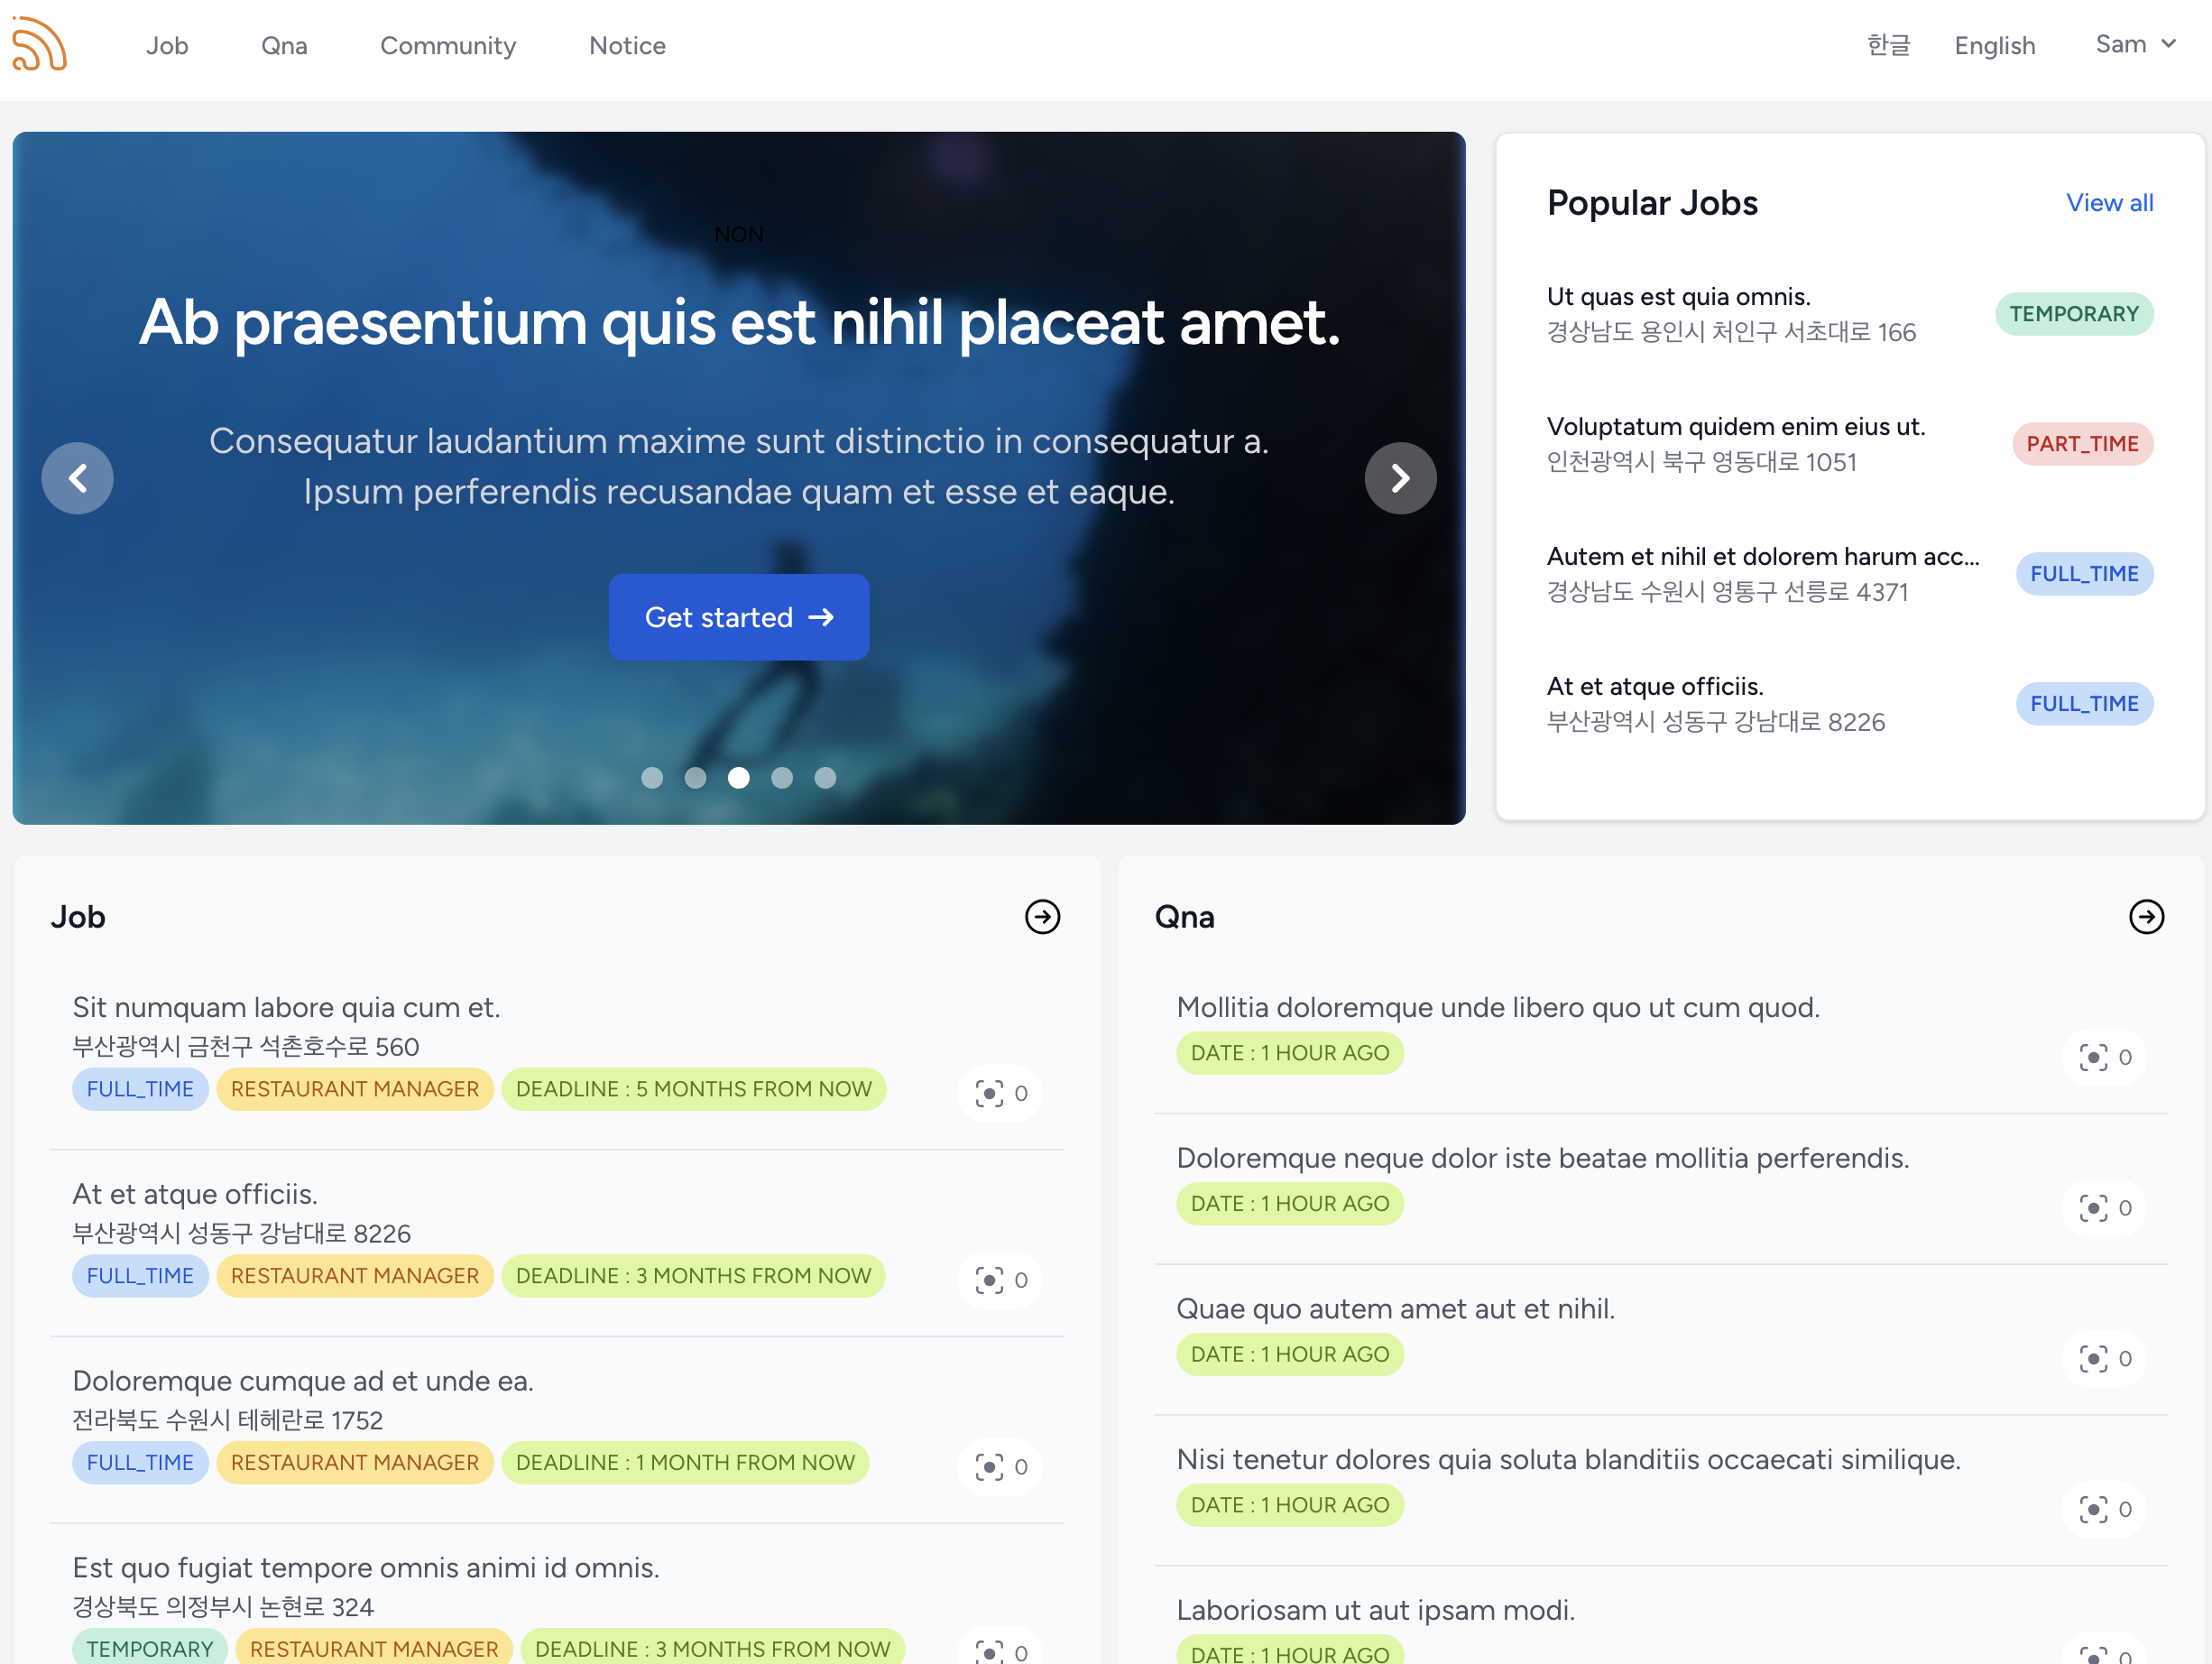 Job
Qna
Community
Notice
한글
English
Sam
NON
Ab praesentium quis est nihil placeat amet.
Consequatur laudantium maxime sunt distinctio in consequatur a.
Ipsum perferendis recusandae quam et esse et eaque.
Get started
Popular Jobs
View all
Ut quas est quia omnis.
경상남도 용인시 처인구 서초대로 166
TEMPORARY
Voluptatum quidem enim eius ut.
인천광역시 북구 영동대로 1051
PART_TIME
Autem et nihil et dolorem harum acc...
경상남도 수원시 영통구 선릉로 4371
FULL_TIME
At et atque officiis.
부산광역시 성동구 강남대로 8226
FULL_TIME
Job
Sit numquam labore quia cum et.
부산광역시 금천구 석촌호수로 560
FULL_TIME RESTAURANT MANAGER DEADLINE : 5 MONTHS FROM NOW
0
At et atque officiis.
부산광역시 성동구 강남대로 8226
FULL_TIME RESTAURANT MANAGER DEADLINE : 3 MONTHS FROM NOW
0
Doloremque cumque ad et unde ea.
전라북도 수원시 테헤란로 1752
FULL_TIME RESTAURANT MANAGER DEADLINE : 1 MONTH FROM NOW
0
Est quo fugiat tempore omnis animi id omnis.
경상북도 의정부시 논현로 324
TEMPORARY RESTAURANT MANAGER DEADLINE : 3 MONTHS FROM NOW
0
Qna
Mollitia doloremque unde libero quo ut cum quod.
DATE : 1 HOUR AGO
0
Doloremque neque dolor iste beatae mollitia perferendis.
DATE : 1 HOUR AGO
0
Quae quo autem amet aut et nihil.
DATE : 1 HOUR AGO
0
Nisi tenetur dolores quia soluta blanditiis occaecati similique.
DATE : 1 HOUR AGO
0
Laboriosam ut aut ipsam modi.
DATE : 1 HOUR AGO
0